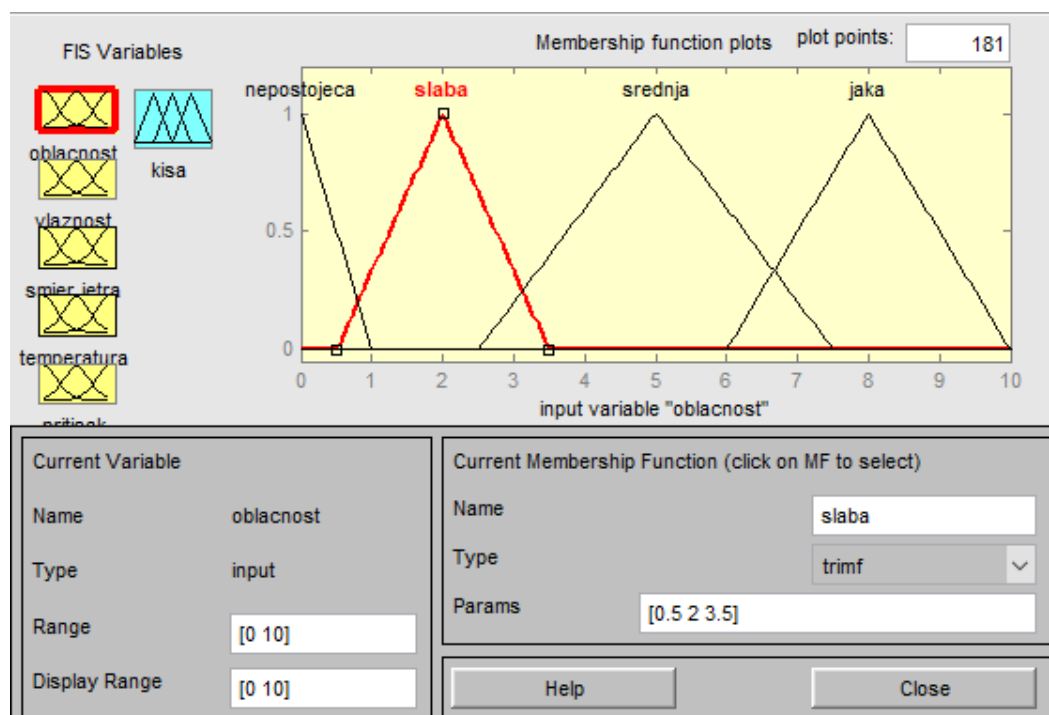 FIS Variables
oblacnost
kisa
vlaznost
smjer_jetra
temperatura
pritisak
Membership function plots
plot points:
181
nepostojeca
slaba
srednja
jaka
1
0.5
0
0 1 2 3 4 5 6 7 8 9 10
input variable "oblacnost"
Current Variable
Name oblacnost
Type input
Range [0 10]
Display Range [0 10]
Current Membership Function (click on MF to select)
Name slaba
Type trimf
Params [0.5 2 3.5]
Help
Close